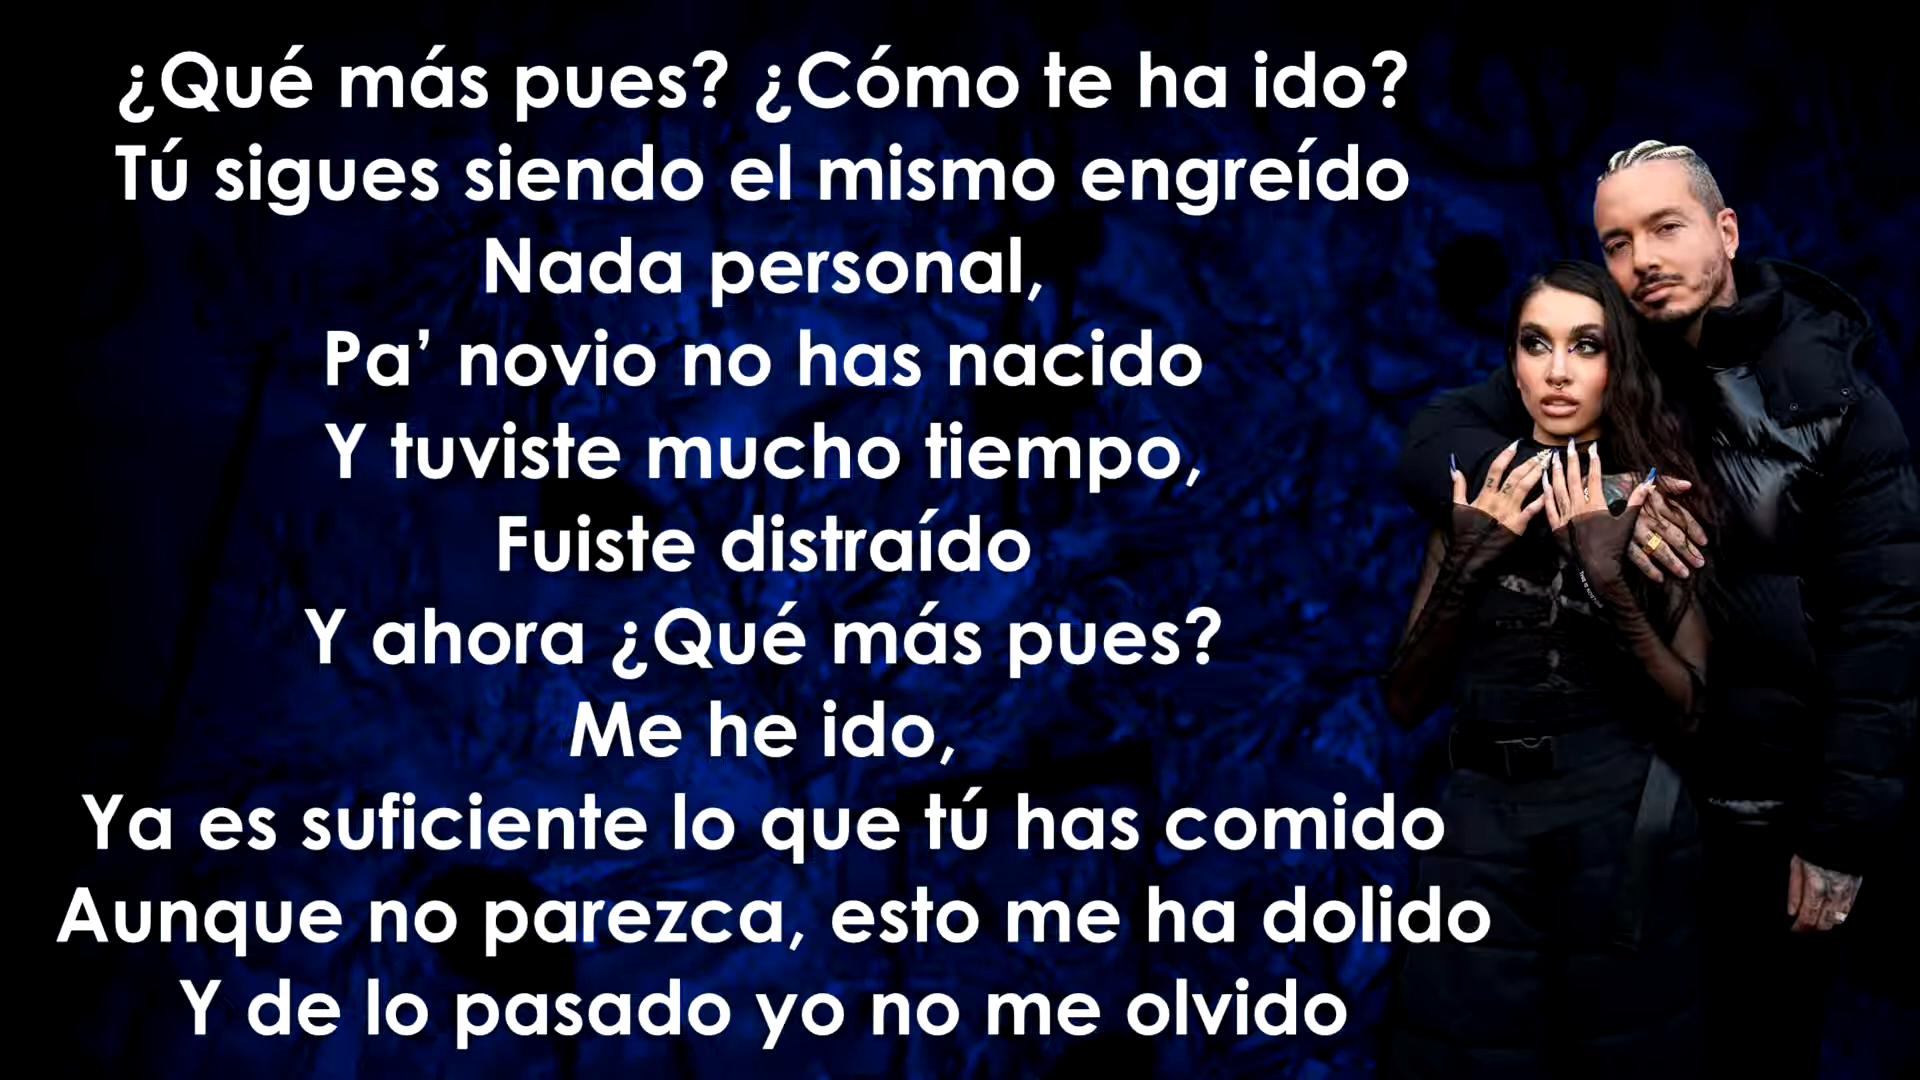 ¿Qué más pues? ¿Cómo te ha ido?
Tú sigues siendo el mismo engreído
Nada personal,
Pa’ novio no has nacido
Y tuviste mucho tiempo,
Fuiste distraído
Y ahora ¿Qué más pues?
Me he ido,
Ya es suficiente lo que tú has comido
Aunque no parezca, esto me ha dolido
Y de lo pasado yo no me olvido